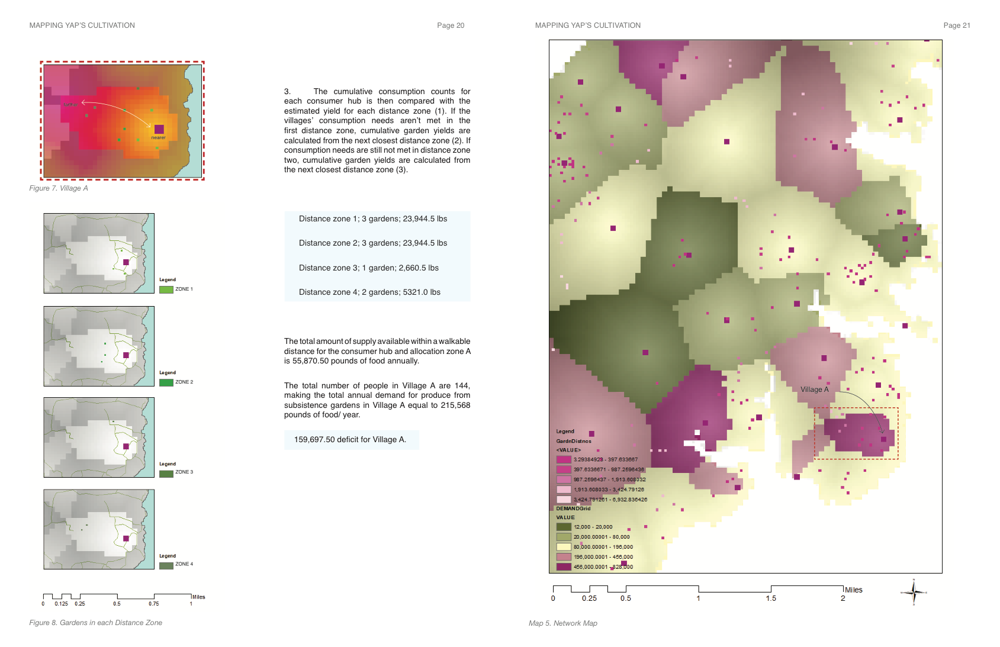 MAPPING YAP'S CULTIVATION
Page 20
nearer
Figure 7. Village A
Legend
ZONE 1
Legend
ZONE 2
Legend
ZONE 3
Legend
ZONE 4
Miles
0 0.125 0.25 0.5 0.75 1
Figure 8. Gardens in each Distance Zone
3. The cumulative consumption counts for
each consumer hub is then compared with the
estimated yield for each distance zone (1). If the
villages' consumption needs aren't met in the
first distance zone, cumulative garden yields are
calculated from the next closest distance zone (2). If
consumption needs are still not met in distance zone
two, cumulative garden yields are calculated from
the next closest distance zone (3).
Distance zone 1; 3 gardens; 23,944.5 lbs
Distance zone 2; 3 gardens; 23,944.5 lbs
Distance zone 3; 1 garden; 2,660.5 lbs
Distance zone 4; 2 gardens; 5321.0 lbs
The total amount of supply available within a walkable
distance for the consumer hub and allocation zone A
is 55,870.50 pounds of food annually.
The total number of people in Village A are 144,
making the total annual demand for produce from
subsistence gardens in Village A equal to 215,568
pounds of food/ year.
159,697.50 deficit for Village A.
MAPPING YAP'S CULTIVATION
Page 21
Village A
Legend
GardnDistncs
<VALUE>
3.29384923 - 397.633667
397.6336671 - 987.2596436
987.2596437 - 1,913.608032
1,913.608033 - 3,424.79126
3,424.791261 - 6,932.836426
DEMANDGrid
VALUE
12,000 - 20,000
20,000.00001 - 80,000
80,000.00001 - 196,000
196,000.0001 - 456,000
456,000.0001 - 828,000
Miles
0 0.25 0.5 1 1.5 2
Map 5. Network Map